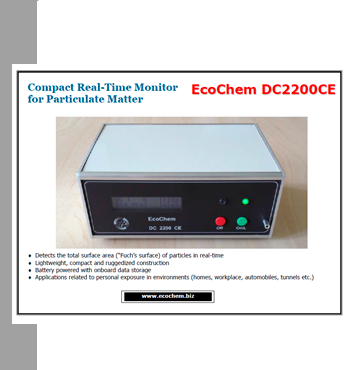 Compact Real-Time Monitor
for Particulate Matter
EcoChem DC2200CE
EcoChem
DC 2200 CE
Off
• Detects the total surface area ("Fuch's surface) of particles in real-time
• Lightweight, compact and ruggedized construction
• Battery powered with onboard data storage
• Applications related to personal exposure in environments (homes, workplace, automobiles, tunnels etc.)
www.ecochem.biz